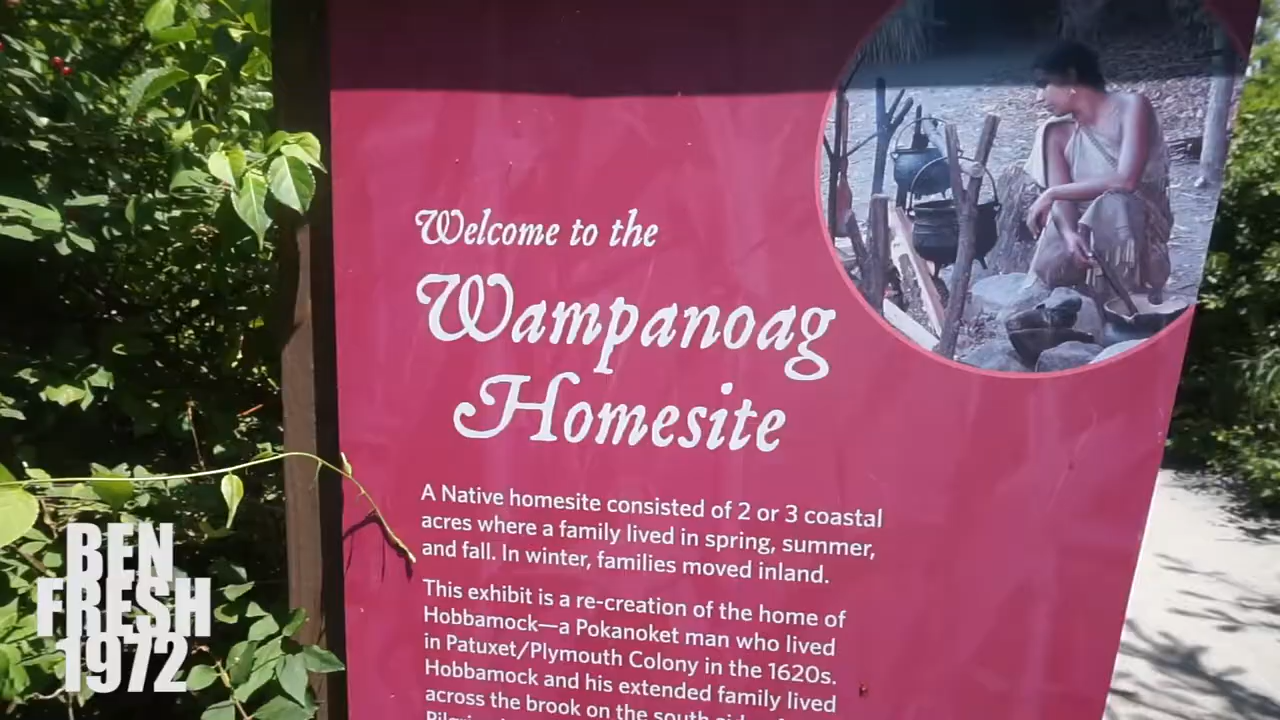 Welcome to the
Wampanoag
Homesite
A Native homesite consisted of 2 or 3 coastal
acres where a family lived in spring, summer,
and fall. In winter, families moved inland.
This exhibit is a re-creation of the home of
Hobbamock—a Pokanoket man who lived
in Patuxet/Plymouth Colony in the 1620s.
Hobbamock and his extended family lived
across the brook on the south
BEN
FRESH
1972